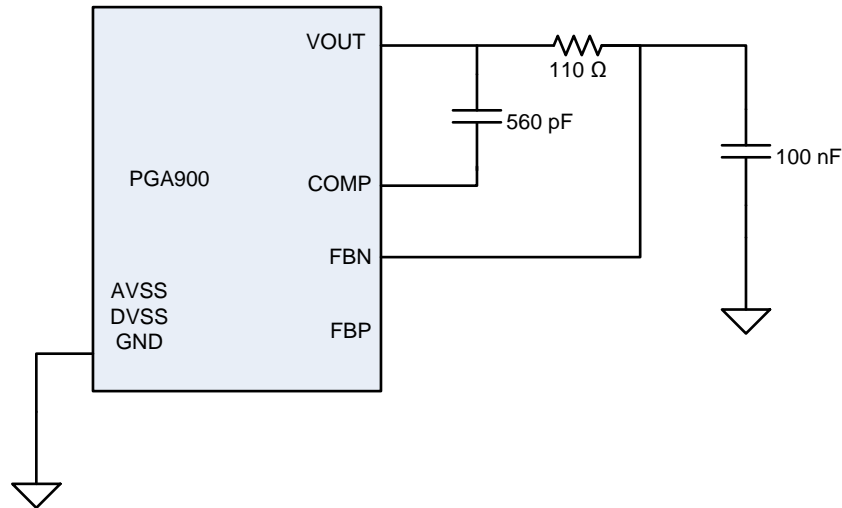 VOUT
110 Ω
560 pF
100 nF
PGA900
COMP
FBN
AVSS
DVSS
GND
FBP